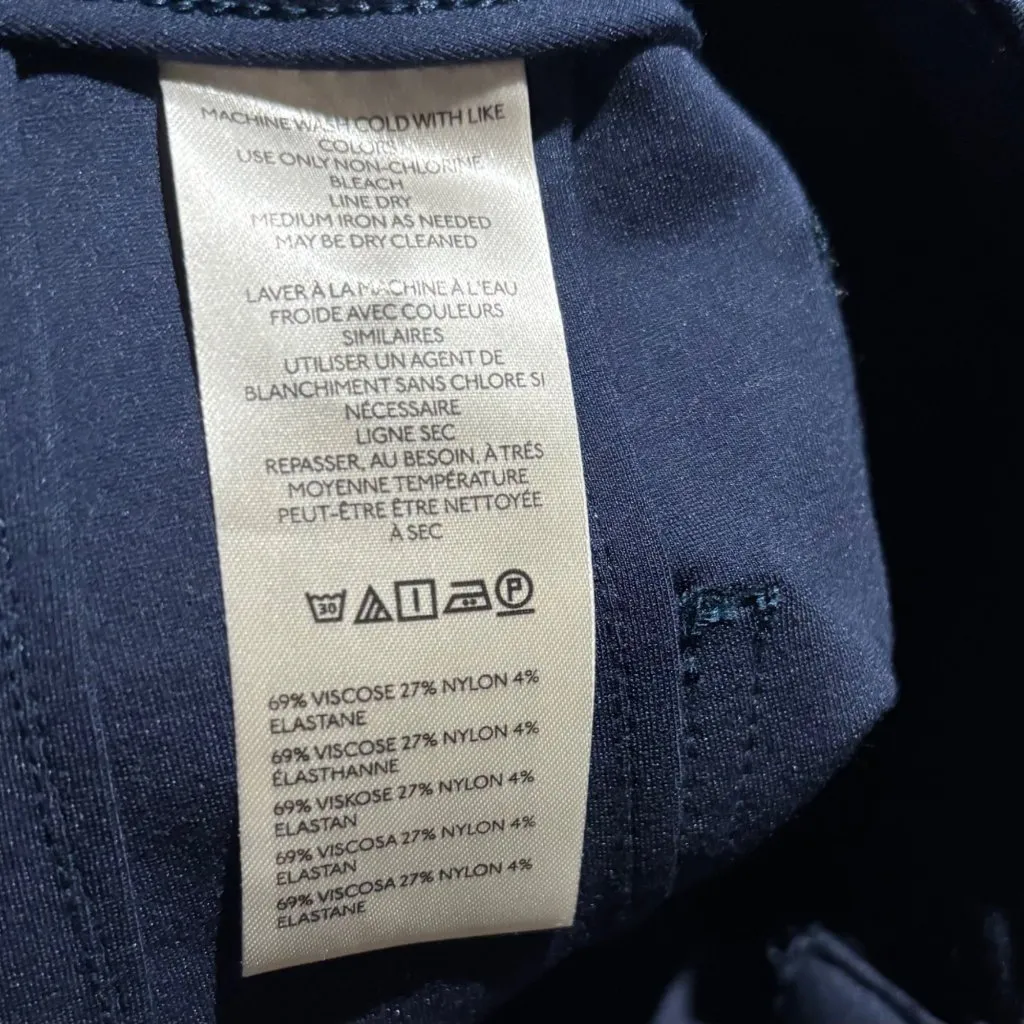 MACHINE WASH COLD WITH LIKE
COLORS
USE ONLY NON-CHLORINE
BLEACH
LINE DRY
MEDIUM IRON AS NEEDED
MAY BE DRY CLEANED
LAVER À LA MACHINE À L'EAU
FROIDE AVEC COULEURS
SIMILAIRES
UTILISER UN AGENT DE
BLANCHIMENT SANS CHLORE SI
NÉCESSAIRE
LIGNE SEC
REPASSER, AU BESOIN, À TRÉS
MOYENNE TEMPÉRATURE
PEUT-ÊTRE ÊTRE NETTOYÉE
À SEC
30 P
69% VISCOSE 27% NYLON 4%
ELASTANE
69% VISCOSE 27% NYLON 4%
ÉLASTHANNE
69% VISKOSE 27% NYLON 4%
ELASTAN
69% VISCOSA 27% NYLON 4%
ELASTAN
69% VISCOSA 27% NYLON 4%
ELASTANE